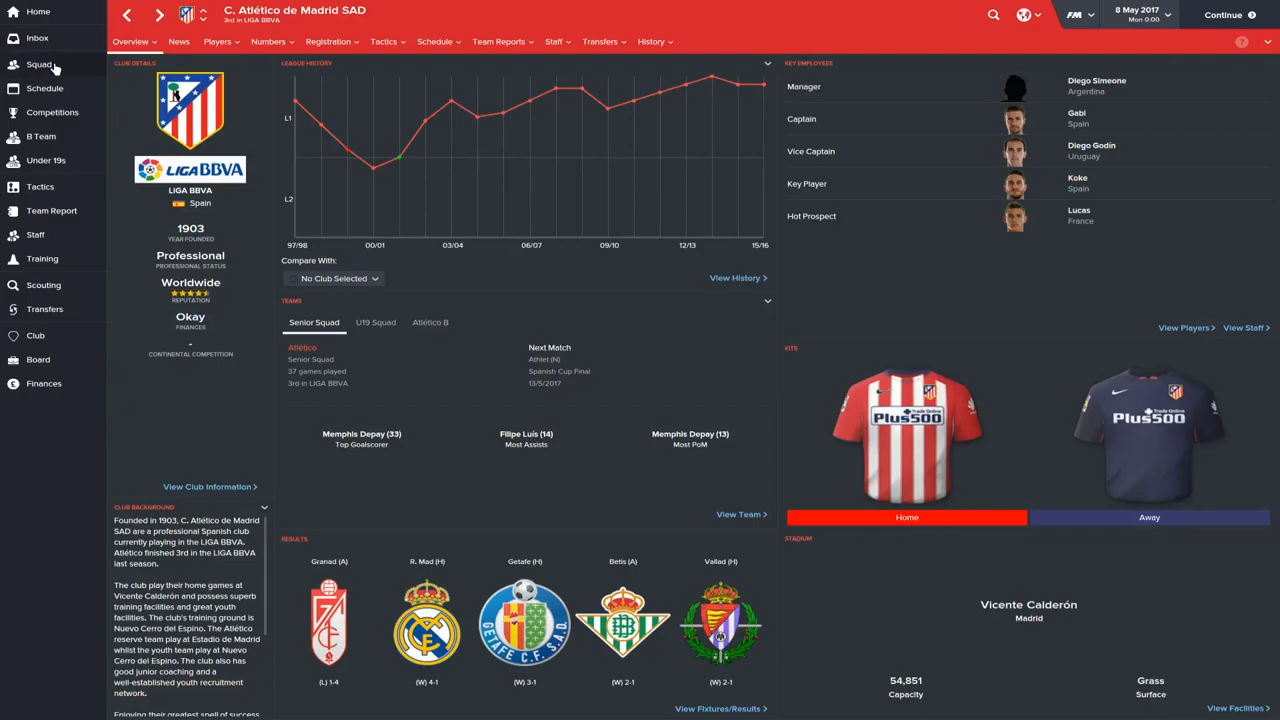 Home
Inbox
Squad
Schedule
Competitions
B Team
Under 19s
Tactics
Team Report
Staff
Training
Scouting
Transfers
Club
Board
Finances
C. Atlético de Madrid SAD
3rd in LIGA BBVA
FM
8 May 2017
Mon 0:00
Continue
Overview
News
Players
Numbers
Registration
Tactics
Schedule
Team Reports
Staff
Transfers
History
?
CLUB DETAILS
LIGA BBVA
LIGA BBVA
Spain
1903
YEAR FOUNDED
Professional
PROFESSIONAL STATUS
Worldwide
REPUTATION
Okay
FINANCES
-
CONTINENTAL COMPETITION
View Club Information >
CLUB BACKGROUND
Founded in 1903, C. Atlético de Madrid
SAD are a professional Spanish club
currently playing in the LIGA BBVA.
Atlético finished 3rd in the LIGA BBVA
last season.
The club play their home games at
Vicente Calderón and possess superb
training facilities and great youth
facilities. The club's training ground is
Nuevo Cerro del Espino. The Atlético
reserve team play at Estadio de Madrid
whilst the youth team play at Nuevo
Cerro del Espino. The club also has
good junior coaching and a
well-established youth recruitment
network.
Enjoying their greatest spell of success
LEAGUE HISTORY
L1
L2
97/98 00/01 03/04 06/07 09/10 12/13 15/16
Compare With:
No Club Selected
View History >
TEAMS
Senior Squad
U19 Squad
Atlético B
Atlético
Senior Squad
37 games played
3rd in LIGA BBVA
Next Match
Athlet (N)
Spanish Cup Final
13/5/2017
Memphis Depay (33)
Top Goalscorer
Filipe Luís (14)
Most Assists
Memphis Depay (13)
Most PoM
View Team >
RESULTS
Granad (A)
R. Mad (H)
Getafe (H)
Betis (A)
Vallad (H)
GETAFE C.F. S.A.D.
(L) 1-4
(W) 4-1
(W) 3-1
(W) 2-1
(W) 2-1
View Fixtures/Results >
KEY EMPLOYEES
Manager
Diego Simeone
Argentina
Captain
Gabi
Spain
Vice Captain
Diego Godín
Uruguay
Key Player
Koke
Spain
Hot Prospect
Lucas
France
View Players >
View Staff >
KITS
Trade Online
Plus500
Trade Online
Plus500
Home
Away
STADIUM
Vicente Calderón
Madrid
54,851
Capacity
Grass
Surface
View Facilities >